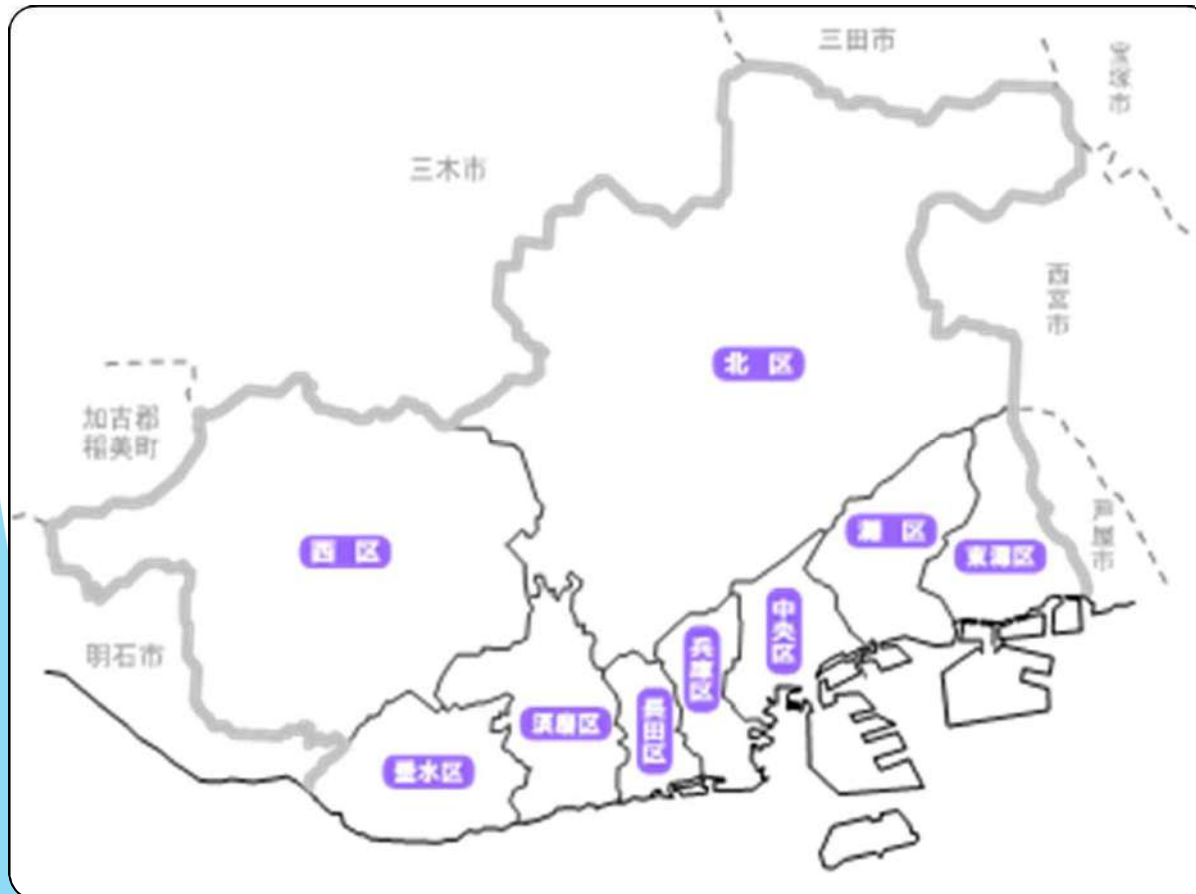 三田市
宝塚市
三木市
西宮市
北 区
加古郡
稲美町
芦屋市
灘 区
西 区
東灘区
中央区
兵庫区
明石市
長田区
須磨区
垂水区